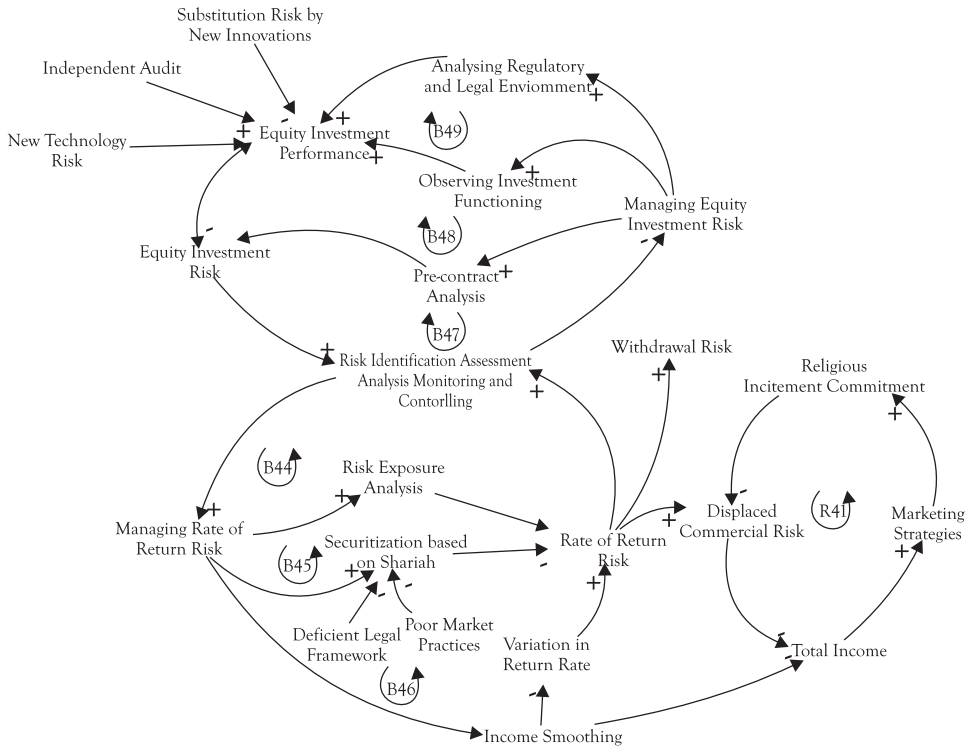 Substitution Risk by
New Innovations
Independent Audit
New Technology
Risk
-
+
Equity Investment
Performance
+
+
Analysing Regulatory
and Legal Enviomment
+
B49
Observing Investment
Functioning
+
Managing Equity
Investment Risk
-
B48
-
Equity Investment
Risk
Pre-contract
Analysis
+
B47
+
Risk Identification Assessment
Analysis Monitoring and
Contorlling
+
Withdrawal Risk
+
Religious
Incitement Commitment
+
B44
Risk Exposure
Analysis
+
+
Managing Rate of
Return Risk
B45
Securitization based
on Shariah
+
-
-
-
Rate of Return
Risk
+
+
-
Displaced
Commercial Risk
R41
Marketing
Strategies
+
Deficient Legal
Framework
Poor Market
Practices
Variation in
Return Rate
-
B46
Income Smoothing
-
-
Total Income